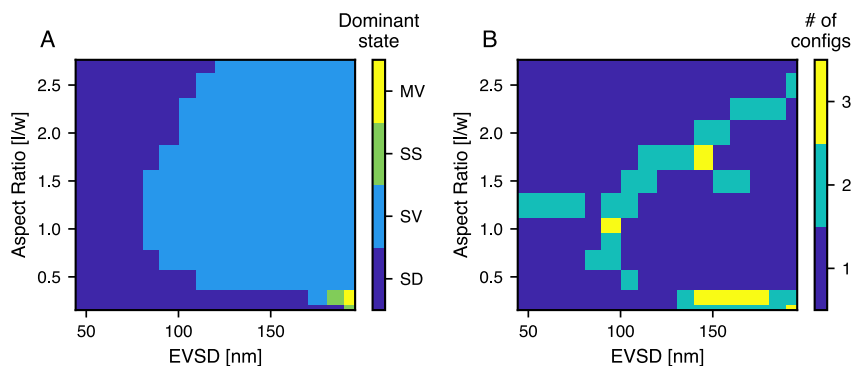 A
Dominant
state
Aspect Ratio [l/w]
2.5
2.0
1.5
1.0
0.5
50
100
150
EVSD [nm]
MV
SS
SV
SD
B
# of
configs
Aspect Ratio [l/w]
2.5
2.0
1.5
1.0
0.5
50
100
150
EVSD [nm]
3
2
1